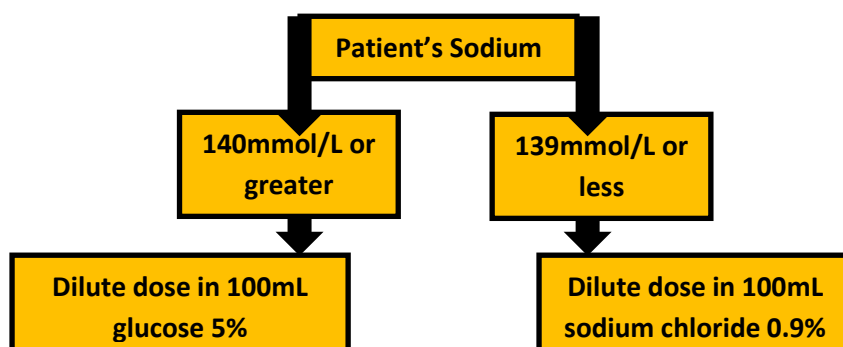 Patient’s Sodium
140mmol/L or
greater
139mmol/L or
less
Dilute dose in 100mL
glucose 5%
Dilute dose in 100mL
sodium chloride 0.9%